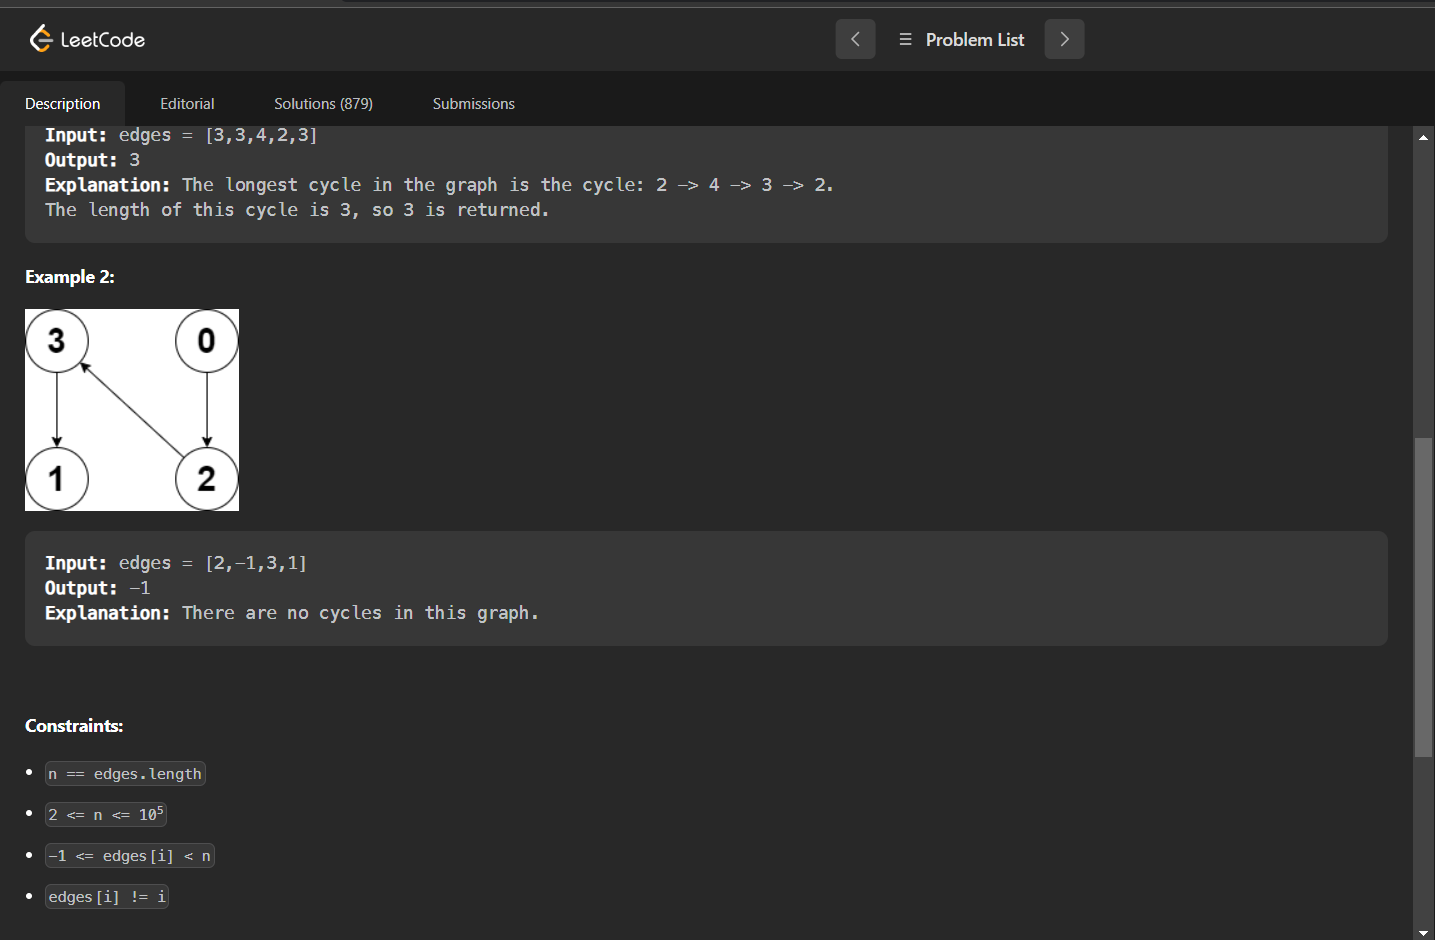 LeetCode
Problem List
Description Editorial Solutions (879) Submissions
Input: edges = [3,3,4,2,3]
Output: 3
Explanation: The longest cycle in the graph is the cycle: 2 -> 4 -> 3 -> 2.
The length of this cycle is 3, so 3 is returned.
Example 2:
3 0
1 2
Input: edges = [2,-1,3,1]
Output: -1
Explanation: There are no cycles in this graph.
Constraints:
n == edges.length
2 <= n <= 10⁵
-1 <= edges[i] < n
edges[i] != i